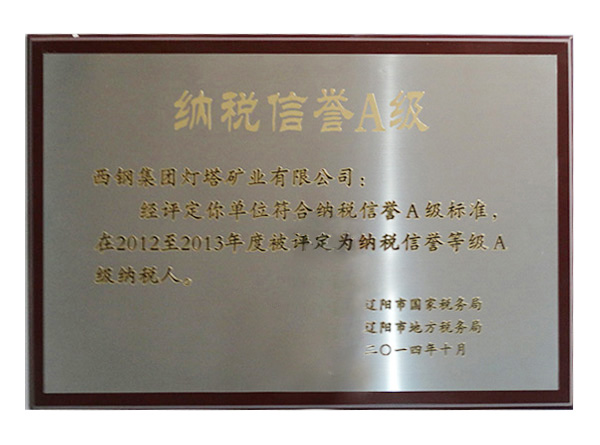 纳税信誉A级
西钢集团灯塔矿业有限公司：
经评定你单位符合纳税信誉A级标准，
在2012至2013年度被评定为纳税信誉等级A
级纳税人。
辽阳市国家税务局
辽阳市地方税务局
二〇一四年十月